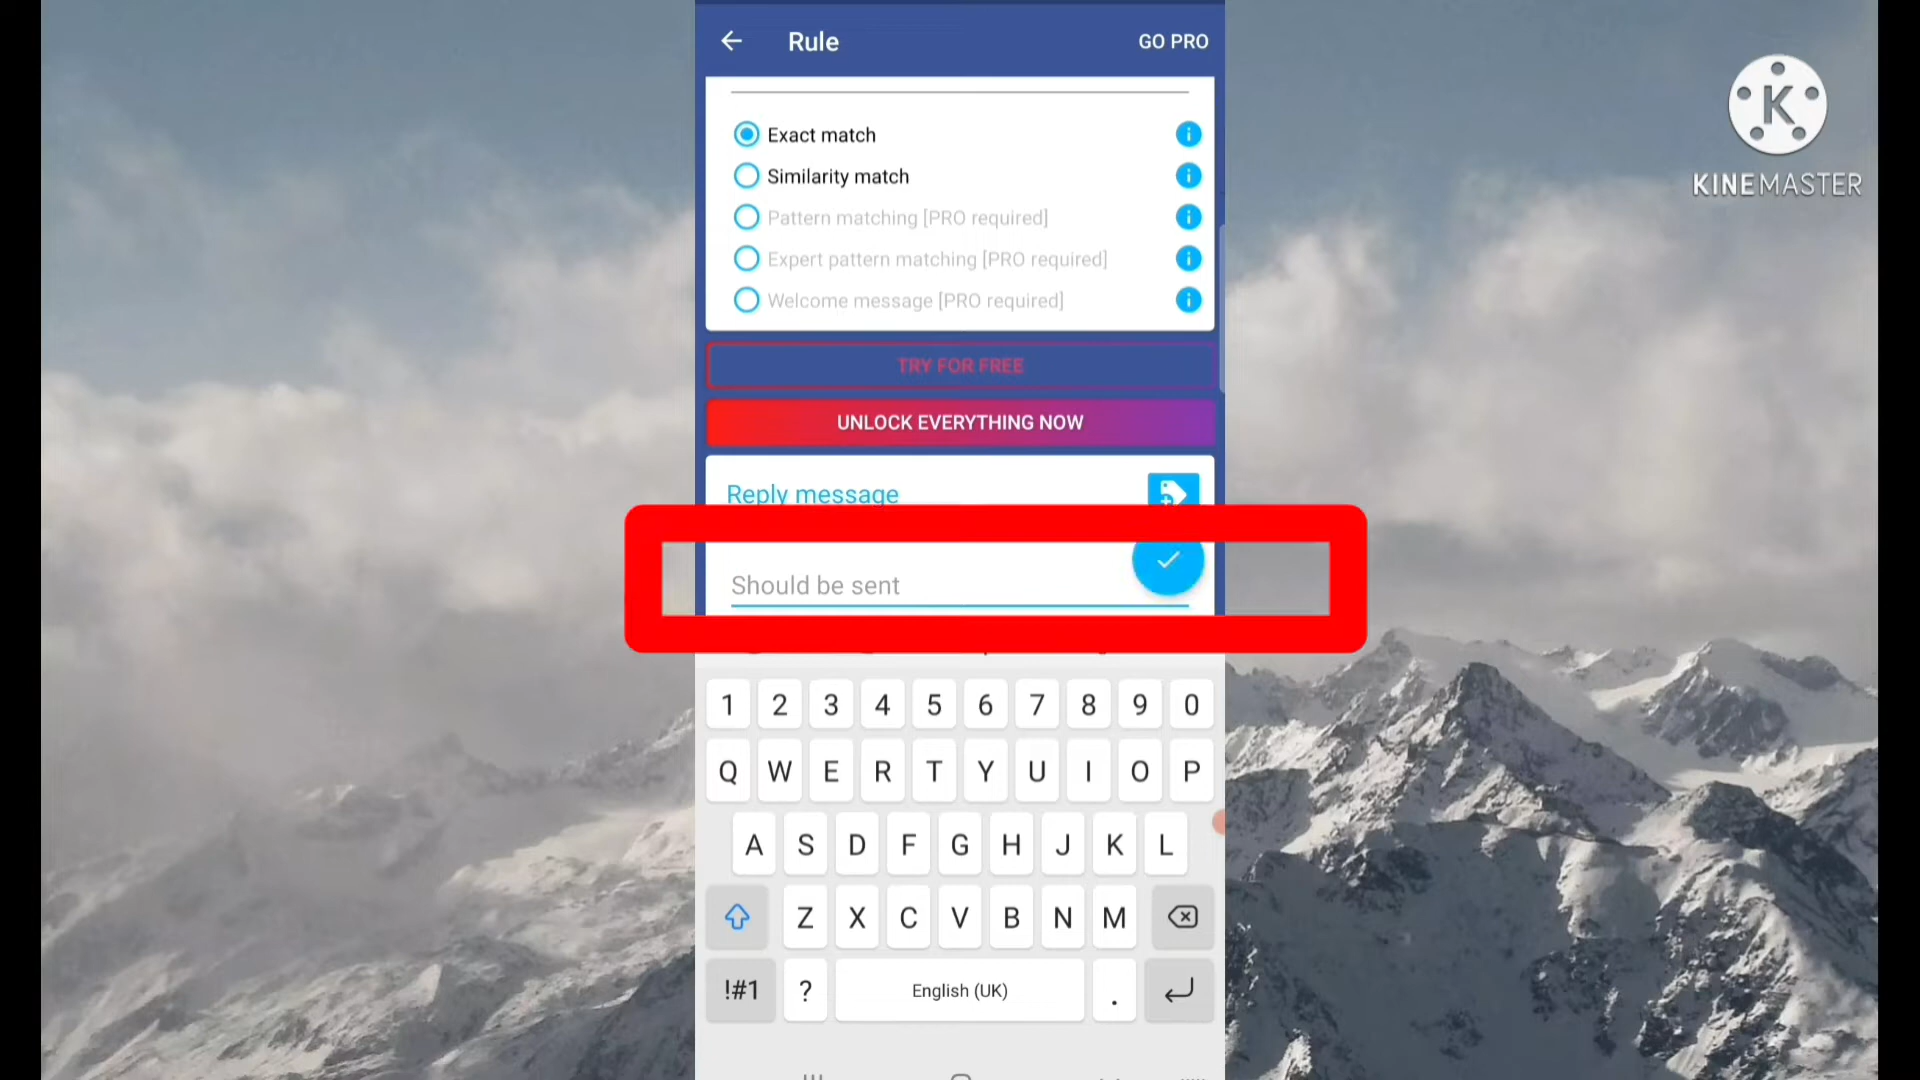 Rule
GO PRO
Exact match
Similarity match
Pattern matching [PRO required]
Expert pattern matching [PRO required]
Welcome message [PRO required]
TRY FOR FREE
UNLOCK EVERYTHING NOW
Reply message
Should be sent
1 2 3 4 5 6 7 8 9 0
Q W E R T Y U I O P
A S D F G H J K L
Z X C V B N M
!#1 ? English (UK) .
K
KINEMASTER